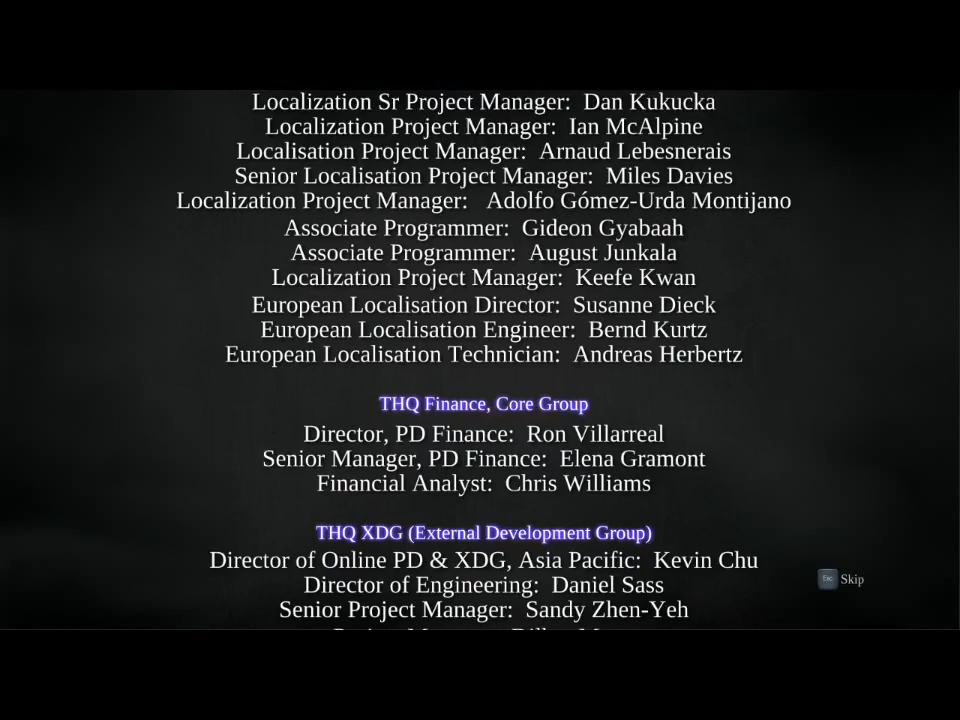 Localization Sr Project Manager: Dan Kukucka
Localization Project Manager: Ian McAlpine
Localisation Project Manager: Arnaud Lebesnerais
Senior Localisation Project Manager: Miles Davies
Localization Project Manager: Adolfo Gómez-Urda Montijano
Associate Programmer: Gideon Gyabaah
Associate Programmer: August Junkala
Localization Project Manager: Keefe Kwan
European Localisation Director: Susanne Dieck
European Localisation Engineer: Bernd Kurtz
European Localisation Technician: Andreas Herbertz
THQ Finance, Core Group
Director, PD Finance: Ron Villarreal
Senior Manager, PD Finance: Elena Gramont
Financial Analyst: Chris Williams
THQ XDG (External Development Group)
Director of Online PD & XDG, Asia Pacific: Kevin Chu
Director of Engineering: Daniel Sass
Esc Skip
Senior Project Manager: Sandy Zhen-Yeh